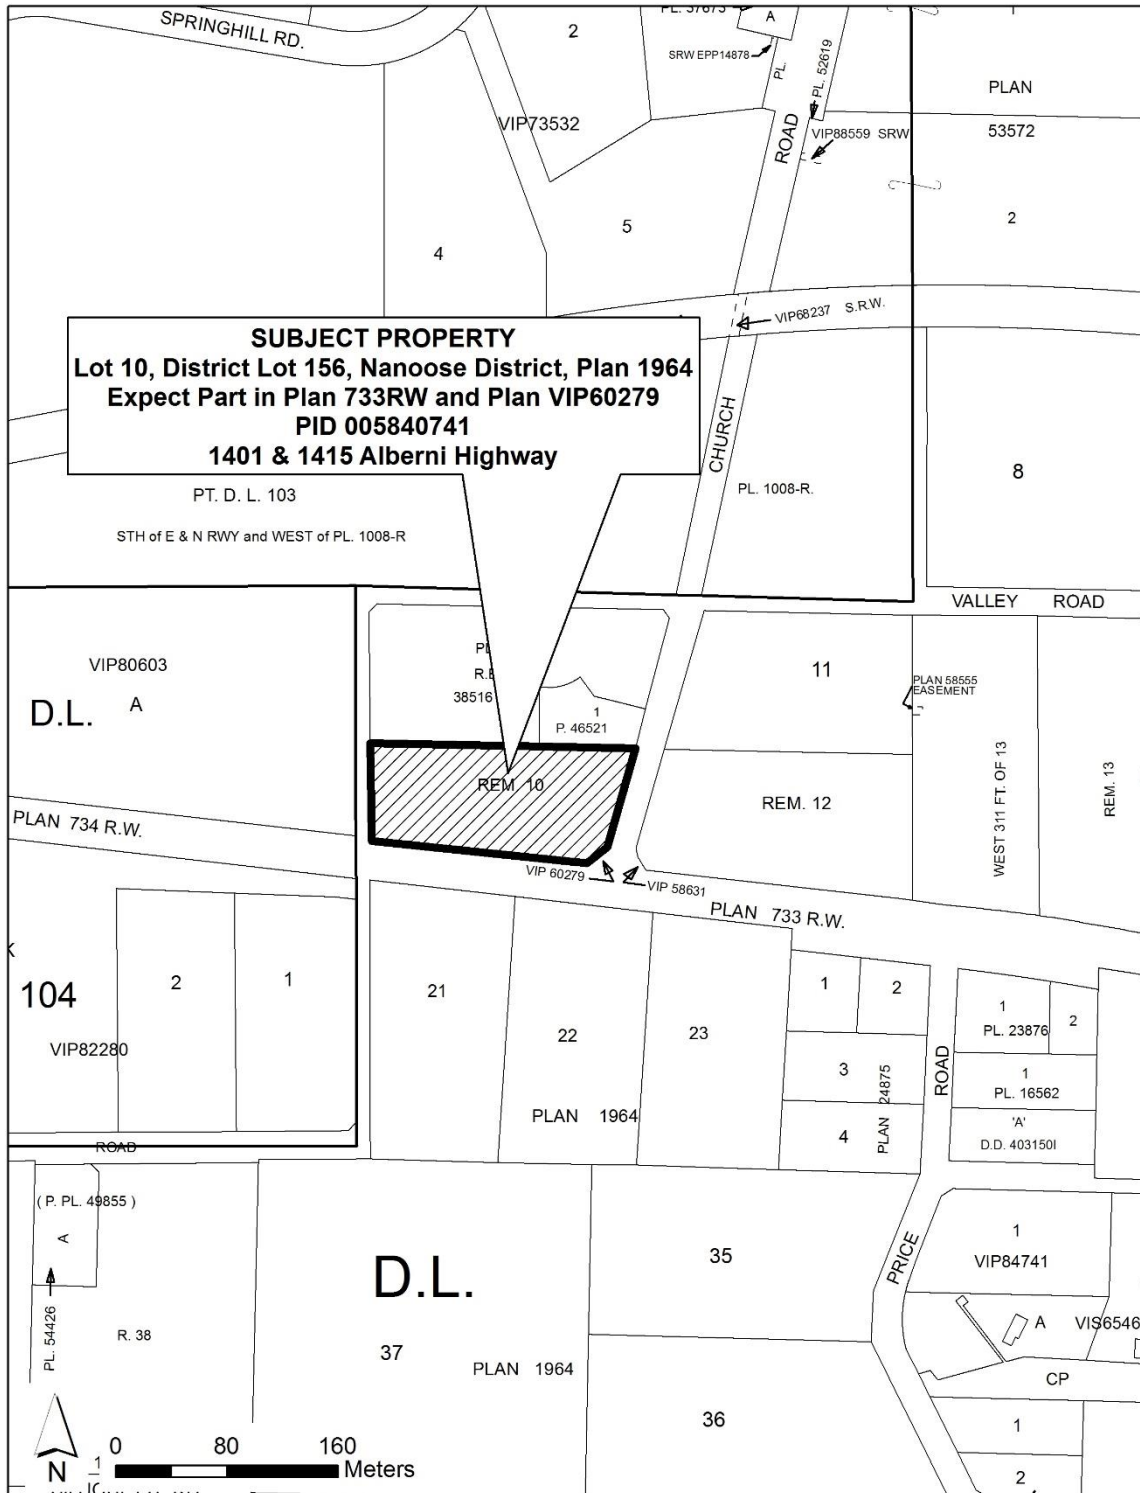 SPRINGHILL RD.
2
PL. 37673
A
SRW EPP14878
PL.
PL. 52619
PLAN
VIP73532
ROAD
VIP88559 SRW
53572
5
2
4
VIP68237 S.R.W.
SUBJECT PROPERTY
Lot 10, District Lot 156, Nanoose District, Plan 1964
Expect Part in Plan 733RW and Plan VIP60279
PID 005840741
1401 & 1415 Alberni Highway
CHURCH
8
PT. D. L. 103
PL. 1008-R.
STH of E & N RWY and WEST of PL. 1008-R
VALLEY ROAD
VIP80603
D.L. A
38516
1
P. 46521
11
PLAN 58555
EASEMENT
WEST 311 FT. OF 13
REM. 13
REM. 10
REM. 12
PLAN 734 R.W.
VIP 60279
VIP 58631
PLAN 733 R.W.
104
2
1
VIP82280
21
22
23
PLAN 1964
1
2
3
4
PLAN 24875
ROAD
1
PL. 23876
2
1
PL. 16562
'A'
D.D. 403150I
ROAD
( P. PL. 49855 )
A
PL. 54426
R. 38
D.L.
37
PLAN 1964
35
36
PRICE
1
VIP84741
A
VIS6546
CP
1
2
N
1
0 80 160
Meters